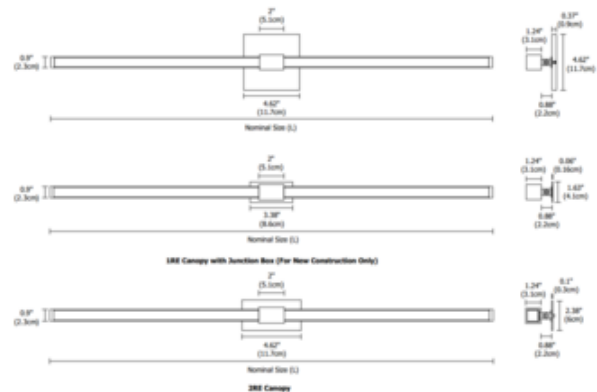 2"
(5.1cm)
0.9"
(2.3cm)
4.62"
(11.7cm)
Nominal Size (L)
0.37"
(0.9cm)
1.24"
(3.1cm)
4.62"
(11.7cm)
0.88"
(2.2cm)
2"
(5.1cm)
0.9"
(2.3cm)
3.38"
(8.6cm)
Nominal Size (L)
1.24"
(3.1cm)
0.06"
(0.16cm)
1.62"
(4.1cm)
0.88"
(2.2cm)
1RE Canopy with Junction Box (For New Construction Only)
2"
(5.1cm)
0.9"
(2.3cm)
4.62"
(11.7cm)
Nominal Size (L)
1.24"
(3.1cm)
0.1"
(0.3cm)
2.38"
(6cm)
0.88"
(2.2cm)
2RE Canopy